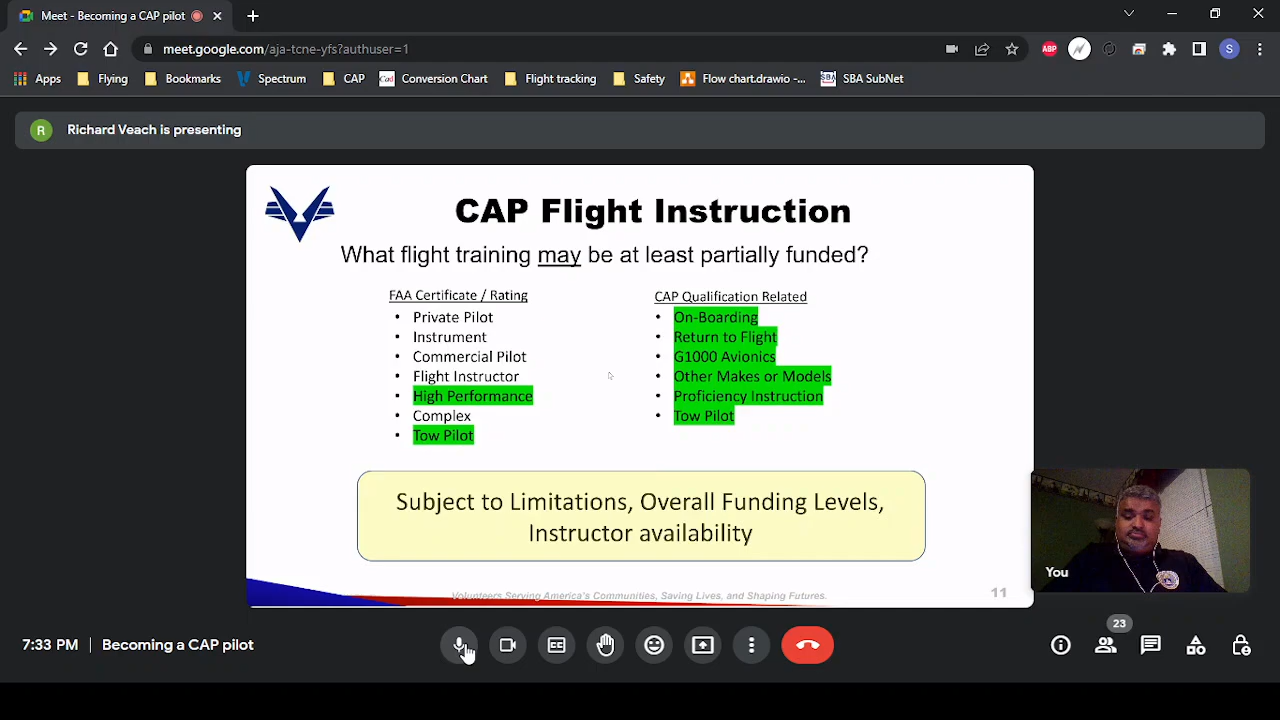 Meet - Becoming a CAP pilot
meet.google.com/aja-tcne-yfs?authuser=1
ABP
S
Apps
Flying
Bookmarks
Spectrum
CAP
Cad
Conversion Chart
Flight tracking
Safety
Flow chart.drawio -...
SBA
SBA SubNet
R
Richard Veach is presenting
CAP Flight Instruction
What flight training may be at least partially funded?
FAA Certificate / Rating
• Private Pilot
• Instrument
• Commercial Pilot
• Flight Instructor
• High Performance
• Complex
• Tow Pilot
CAP Qualification Related
• On-Boarding
• Return to Flight
• G1000 Avionics
• Other Makes or Models
• Proficiency Instruction
• Tow Pilot
Subject to Limitations, Overall Funding Levels,
Instructor availability
Volunteers Serving America's Communities, Saving Lives, and Shaping Futures.
11
You
7:33 PM | Becoming a CAP pilot
CC
23